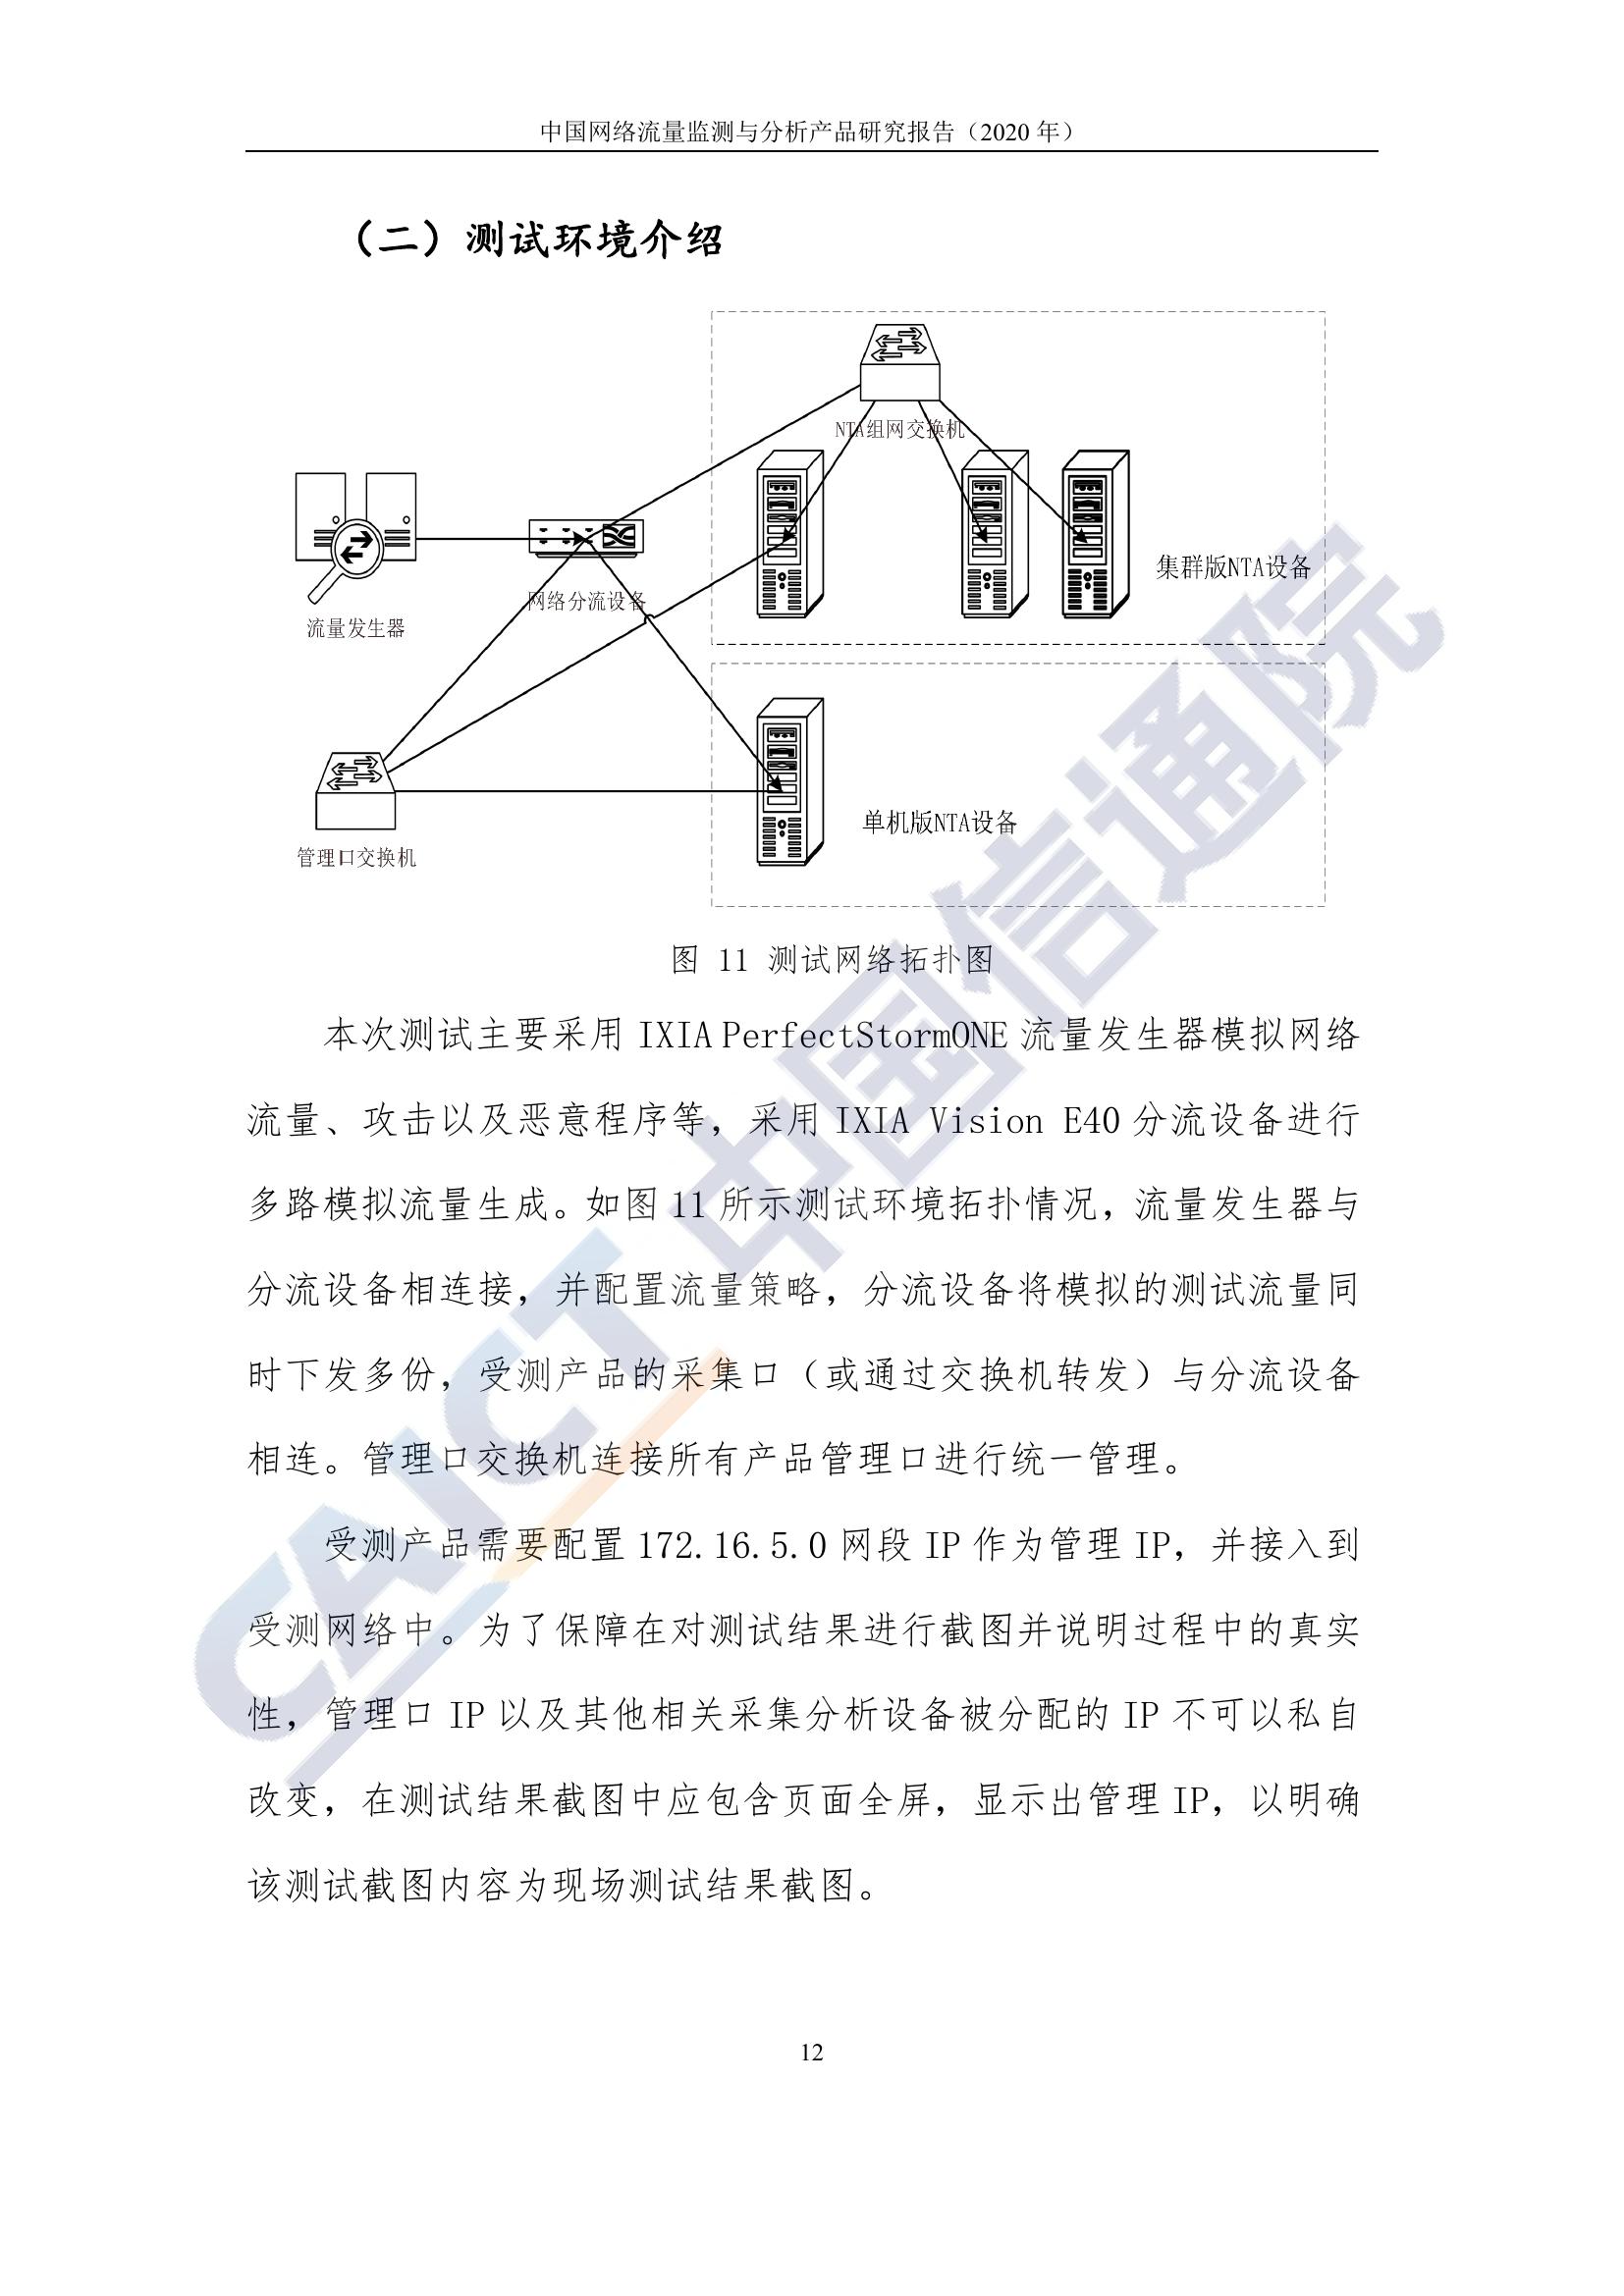 中国网络流量监测与分析产品研究报告（2020 年）
（二）测试环境介绍
NTA组网交换机
集群版NTA设备
网络分流设备
流量发生器
单机版NTA设备
管理口交换机
图 11 测试网络拓扑图
本次测试主要采用 IXIA PerfectStormONE 流量发生器模拟网络
流量、攻击以及恶意程序等，采用 IXIA Vision E40 分流设备进行
多路模拟流量生成。如图 11 所示测试环境拓扑情况，流量发生器与
分流设备相连接，并配置流量策略，分流设备将模拟的测试流量同
时下发多份，受测产品的采集口（或通过交换机转发）与分流设备
相连。管理口交换机连接所有产品管理口进行统一管理。
受测产品需要配置 172.16.5.0 网段 IP 作为管理 IP，并接入到
受测网络中。为了保障在对测试结果进行截图并说明过程中的真实
性，管理口 IP 以及其他相关采集分析设备被分配的 IP 不可以私自
改变，在测试结果截图中应包含页面全屏，显示出管理 IP，以明确
该测试截图内容为现场测试结果截图。
CAICT 中国信通院
12